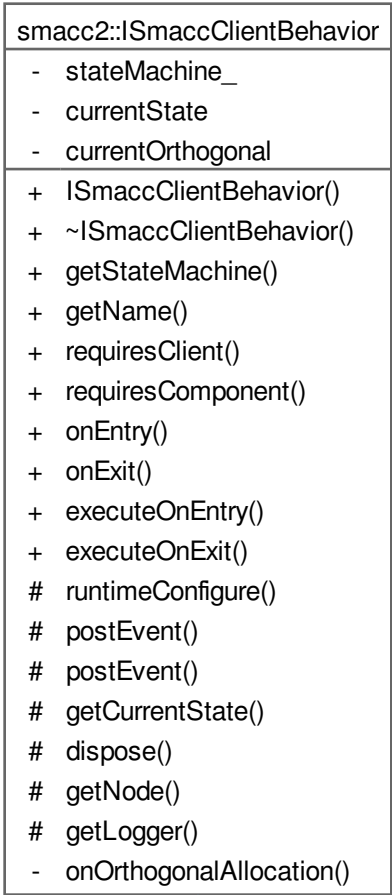 smacc2::ISmaccClientBehavior
- stateMachine_
- currentState
- currentOrthogonal
+ ISmaccClientBehavior()
+ ~ISmaccClientBehavior()
+ getStateMachine()
+ getName()
+ requiresClient()
+ requiresComponent()
+ onEntry()
+ onExit()
+ executeOnEntry()
+ executeOnExit()
# runtimeConfigure()
# postEvent()
# postEvent()
# getCurrentState()
# dispose()
# getNode()
# getLogger()
- onOrthogonalAllocation()